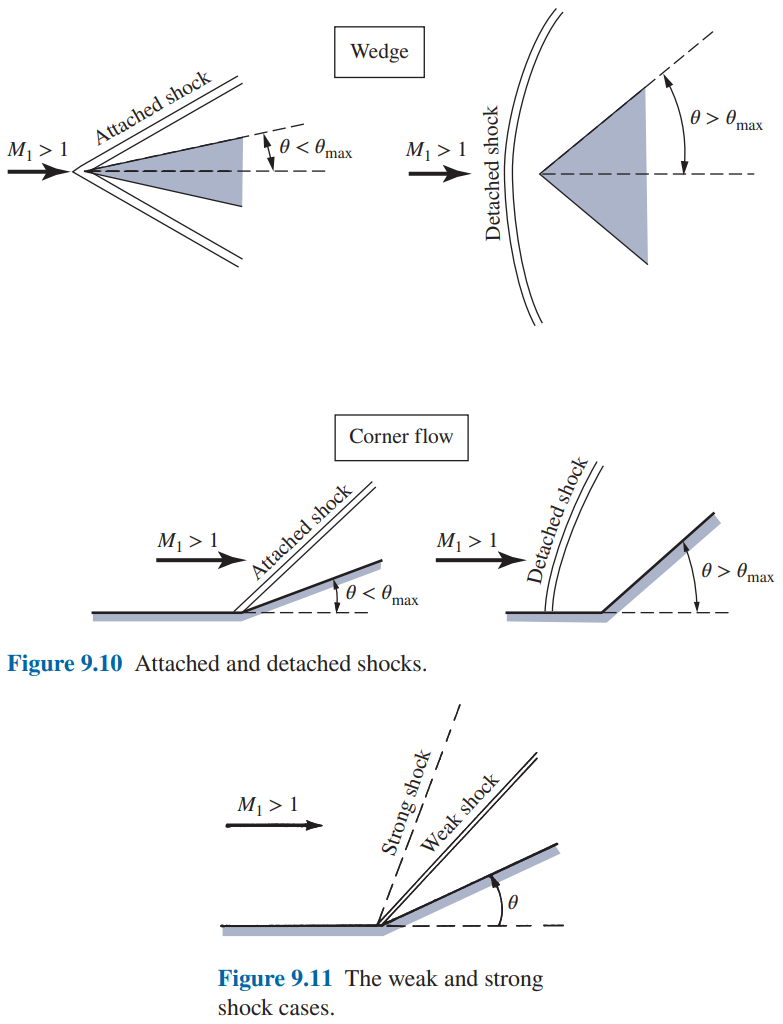 Wedge
Attached shock
M₁ > 1
θ < θmax
M₁ > 1
Detached shock
θ > θmax
Corner flow
M₁ > 1
Attached shock
θ < θmax
M₁ > 1
Detached shock
θ > θmax
Figure 9.10 Attached and detached shocks.
M₁ > 1
Strong shock
Weak shock
θ
Figure 9.11 The weak and strong
shock cases.